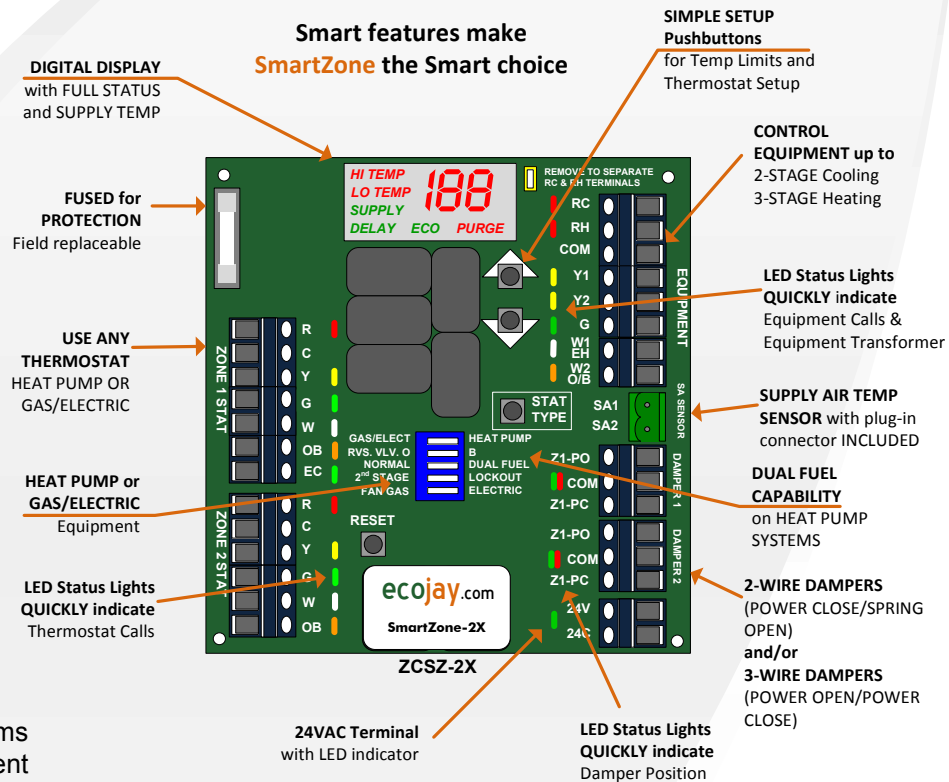 Smart features make
SmartZone the Smart choice
SIMPLE SETUP
Pushbuttons
for Temp Limits and
Thermostat Setup
DIGITAL DISPLAY
with FULL STATUS
and SUPPLY TEMP
CONTROL
EQUIPMENT up to
2-STAGE Cooling
3-STAGE Heating
FUSED for
PROTECTION
Field replaceable
HI TEMP
LO TEMP
SUPPLY
DELAY ECO PURGE
188
REMOVE TO SEPARATE
RC & RH TERMINALS
RC
RH
COM
Y1
Y2
G
W1
EH
W2
O/B
EQUIPMENT
LED Status Lights
QUICKLY indicate
Equipment Calls &
Equipment Transformer
USE ANY
THERMOSTAT
HEAT PUMP OR
GAS/ELECTRIC
ZONE 1 STAT
R
C
Y
G
W
OB
EC
STAT
TYPE
SA1
SA2
SA SENSOR
SUPPLY AIR TEMP
SENSOR with plug-in
connector INCLUDED
GAS/ELECT HEAT PUMP
RVS. VLV. O B
NORMAL DUAL FUEL
2nd STAGE LOCKOUT
FAN GAS ELECTRIC
Z1-PO
COM
Z1-PC
DAMPER 1
DUAL FUEL
CAPABILITY
on HEAT PUMP
SYSTEMS
HEAT PUMP or
GAS/ELECTRIC
Equipment
ZONE 2 STA
R
C
Y
G
W
OB
RESET
Z1-PO
COM
Z1-PC
DAMPER 2
24V
24C
LED Status Lights
QUICKLY indicate
Thermostat Calls
ecojay.com
SmartZone-2X
ZCSZ-2X
2-WIRE DAMPERS
(POWER CLOSE/SPRING
OPEN)
and/or
3-WIRE DAMPERS
(POWER OPEN/POWER
CLOSE)
ms
ent
24VAC Terminal
with LED indicator
LED Status Lights
QUICKLY indicate
Damper Position